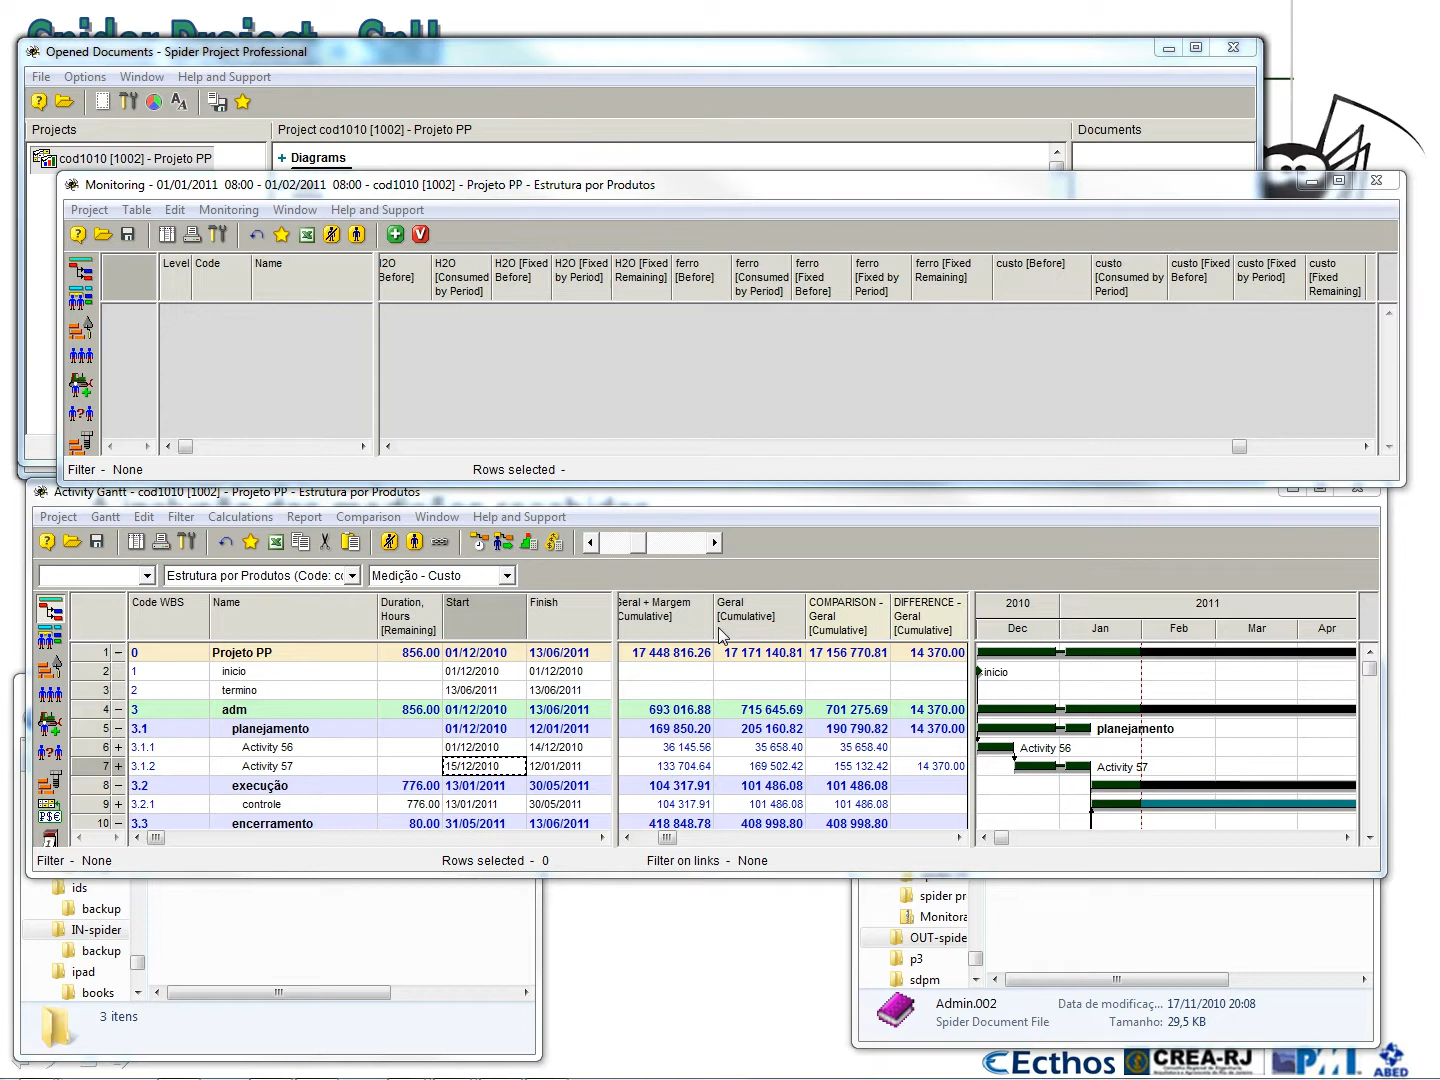 Spider Project - Cpu
Opened Documents - Spider Project Professional
File Options Window Help and Support
Projects
Project cod1010 [1002] - Projeto PP
Documents
cod1010 [1002] - Projeto PP
+ Diagrams
Monitoring - 01/01/2011 08:00 - 01/02/2011 08:00 - cod1010 [1002] - Projeto PP - Estrutura por Produtos
Project Table Edit Monitoring Window Help and Support
Level Code Name
H2O [Before] H2O [Consumed by Period] H2O [Fixed Before] H2O [Fixed by Period] H2O [Fixed Remaining] ferro [Before] ferro [Consumed by Period] ferro [Fixed Before] ferro [Fixed by Period] ferro [Fixed Remaining] custo [Before] custo [Consumed by Period] custo [Fixed Before] custo [Fixed by Period] custo [Fixed Remaining]
Filter - None Rows selected -
Activity Gantt - cod1010 [1002] - Projeto PP - Estrutura por Produtos
Project Gantt Edit Filter Calculations Report Comparison Window Help and Support
Estrutura por Produtos (Code: co Medição - Custo
Code WBS Name Duration, Hours [Remaining] Start Finish Geral + Margem [Cumulative] Geral [Cumulative] COMPARISON - Geral [Cumulative] DIFFERENCE - Geral [Cumulative]
2010 2011
Dec Jan Feb Mar Apr
1 − 0 Projeto PP 856.00 01/12/2010 13/06/2011 17 448 816.26 17 171 140.81 17 156 770.81 14 370.00
2 1 inicio 01/12/2010 01/12/2010 inicio
3 2 termino 13/06/2011 13/06/2011
4 − 3 adm 856.00 01/12/2010 13/06/2011 693 016.88 715 645.69 701 275.69 14 370.00
5 − 3.1 planejamento 01/12/2010 12/01/2011 169 850.20 205 160.82 190 790.82 14 370.00 planejamento
6 + 3.1.1 Activity 56 01/12/2010 14/12/2010 36 145.56 35 658.40 35 658.40 Activity 56
7 + 3.1.2 Activity 57 15/12/2010 12/01/2011 133 704.64 169 502.42 155 132.42 14 370.00 Activity 57
8 − 3.2 execução 776.00 13/01/2011 30/05/2011 104 317.91 101 486.08 101 486.08
9 + 3.2.1 controle 776.00 13/01/2011 30/05/2011 104 317.91 101 486.08 101 486.08
10 − 3.3 encerramento 80.00 31/05/2011 13/06/2011 418 848.78 408 998.80 408 998.80
Filter - None Rows selected - 0 Filter on links - None
ids
backup
IN-spider
backup
ipad
books
3 itens
spider pr
Monitora
OUT-spide
p3
sdpm
Admin.002 Data de modificaç... 17/11/2010 20:08
Spider Document File Tamanho: 29,5 KB
Ecthos CREA-RJ PMI ABED